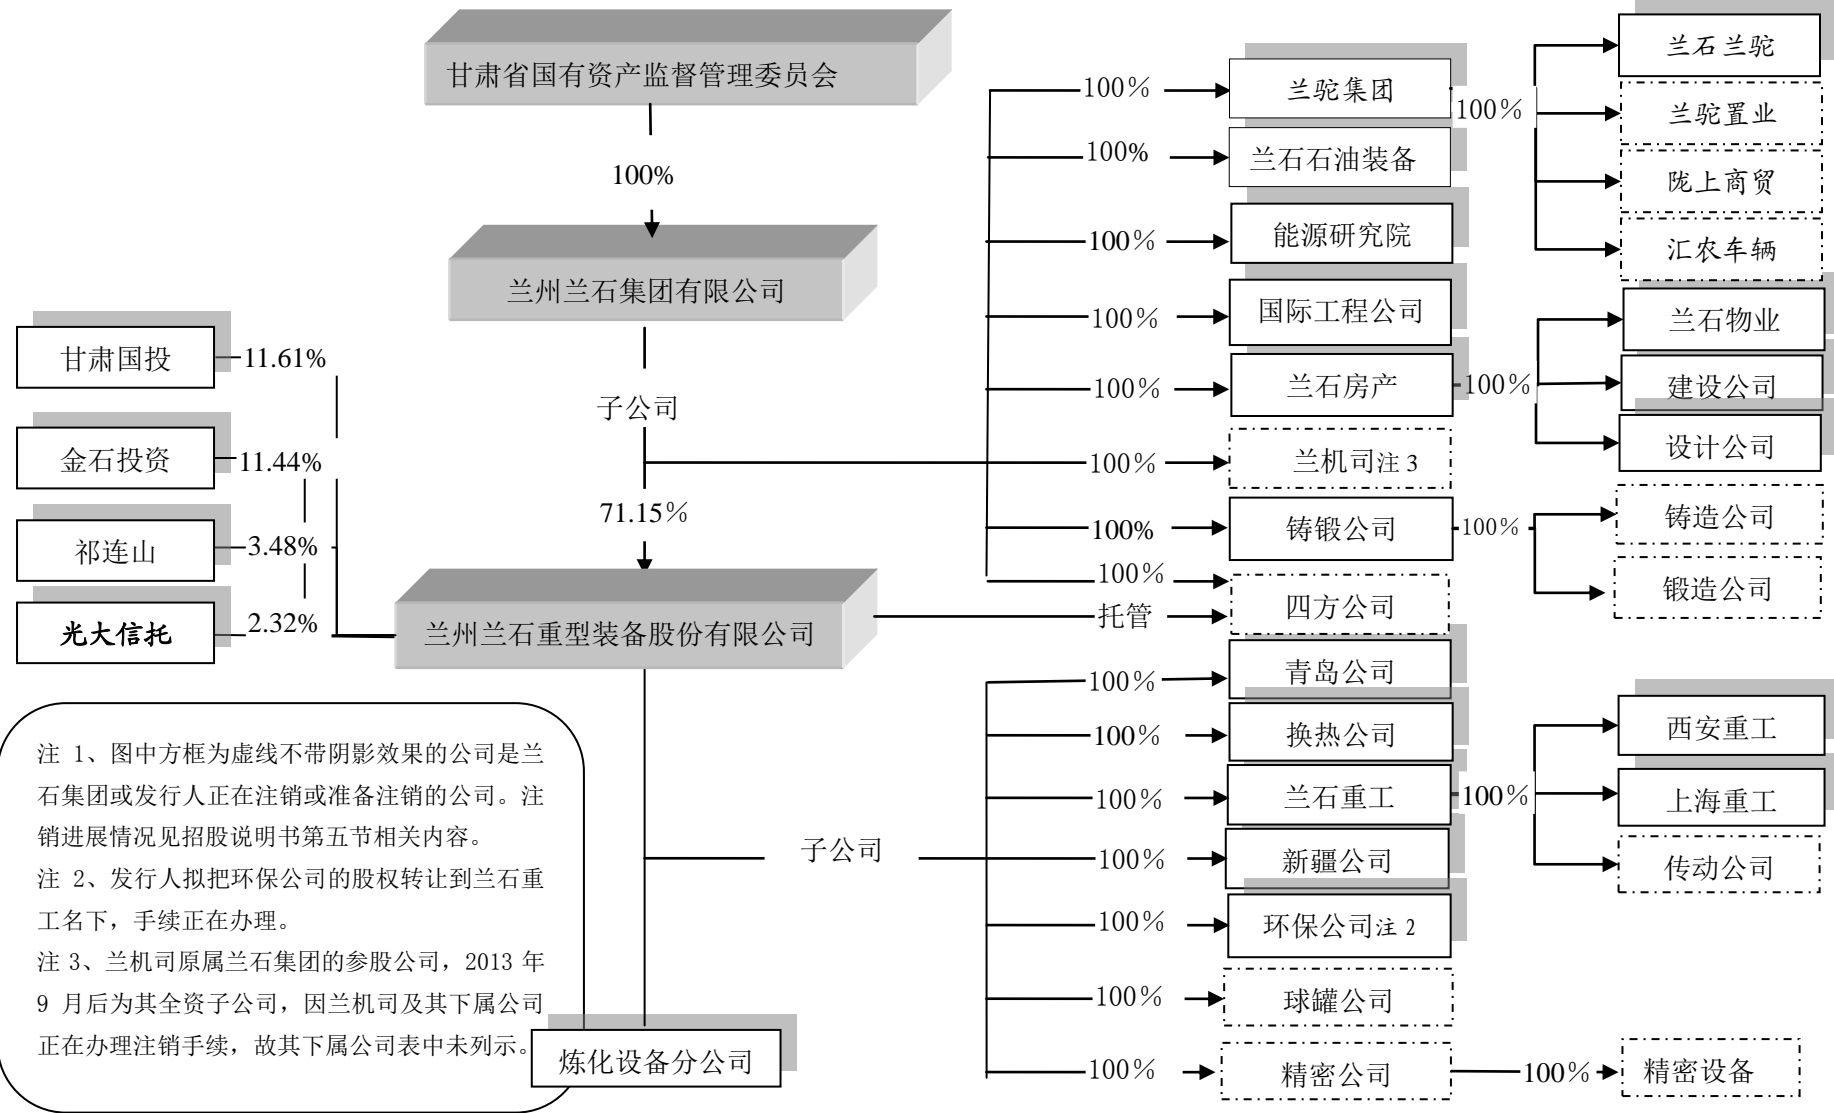 甘肃省国有资产监督管理委员会
100%
兰州兰石集团有限公司
子公司
71.15%
甘肃国投
11.61%
金石投资
11.44%
祁连山
3.48%
光大信托
2.32%
兰州兰石重型装备股份有限公司
100%
兰驼集团
100%
兰石兰驼
兰驼置业
陇上商贸
汇农车辆
100%
兰石石油装备
100%
能源研究院
100%
国际工程公司
100%
兰石房产
100%
兰石物业
建设公司
设计公司
100%
兰机司注 3
100%
铸锻公司
100%
铸造公司
锻造公司
100%
托管
四方公司
子公司
100%
青岛公司
100%
换热公司
100%
兰石重工
100%
西安重工
上海重工
传动公司
100%
新疆公司
100%
环保公司注 2
100%
球罐公司
100%
精密公司
100%
精密设备
注 1、图中方框为虚线不带阴影效果的公司是兰
石集团或发行人正在注销或准备注销的公司。注
销进展情况见招股说明书第五节相关内容。
注 2、发行人拟把环保公司的股权转让到兰石重
工名下，手续正在办理。
注 3、兰机司原属兰石集团的参股公司，2013 年
9 月后为其全资子公司，因兰机司及其下属公司
正在办理注销手续，故其下属公司表中未列示。
炼化设备分公司